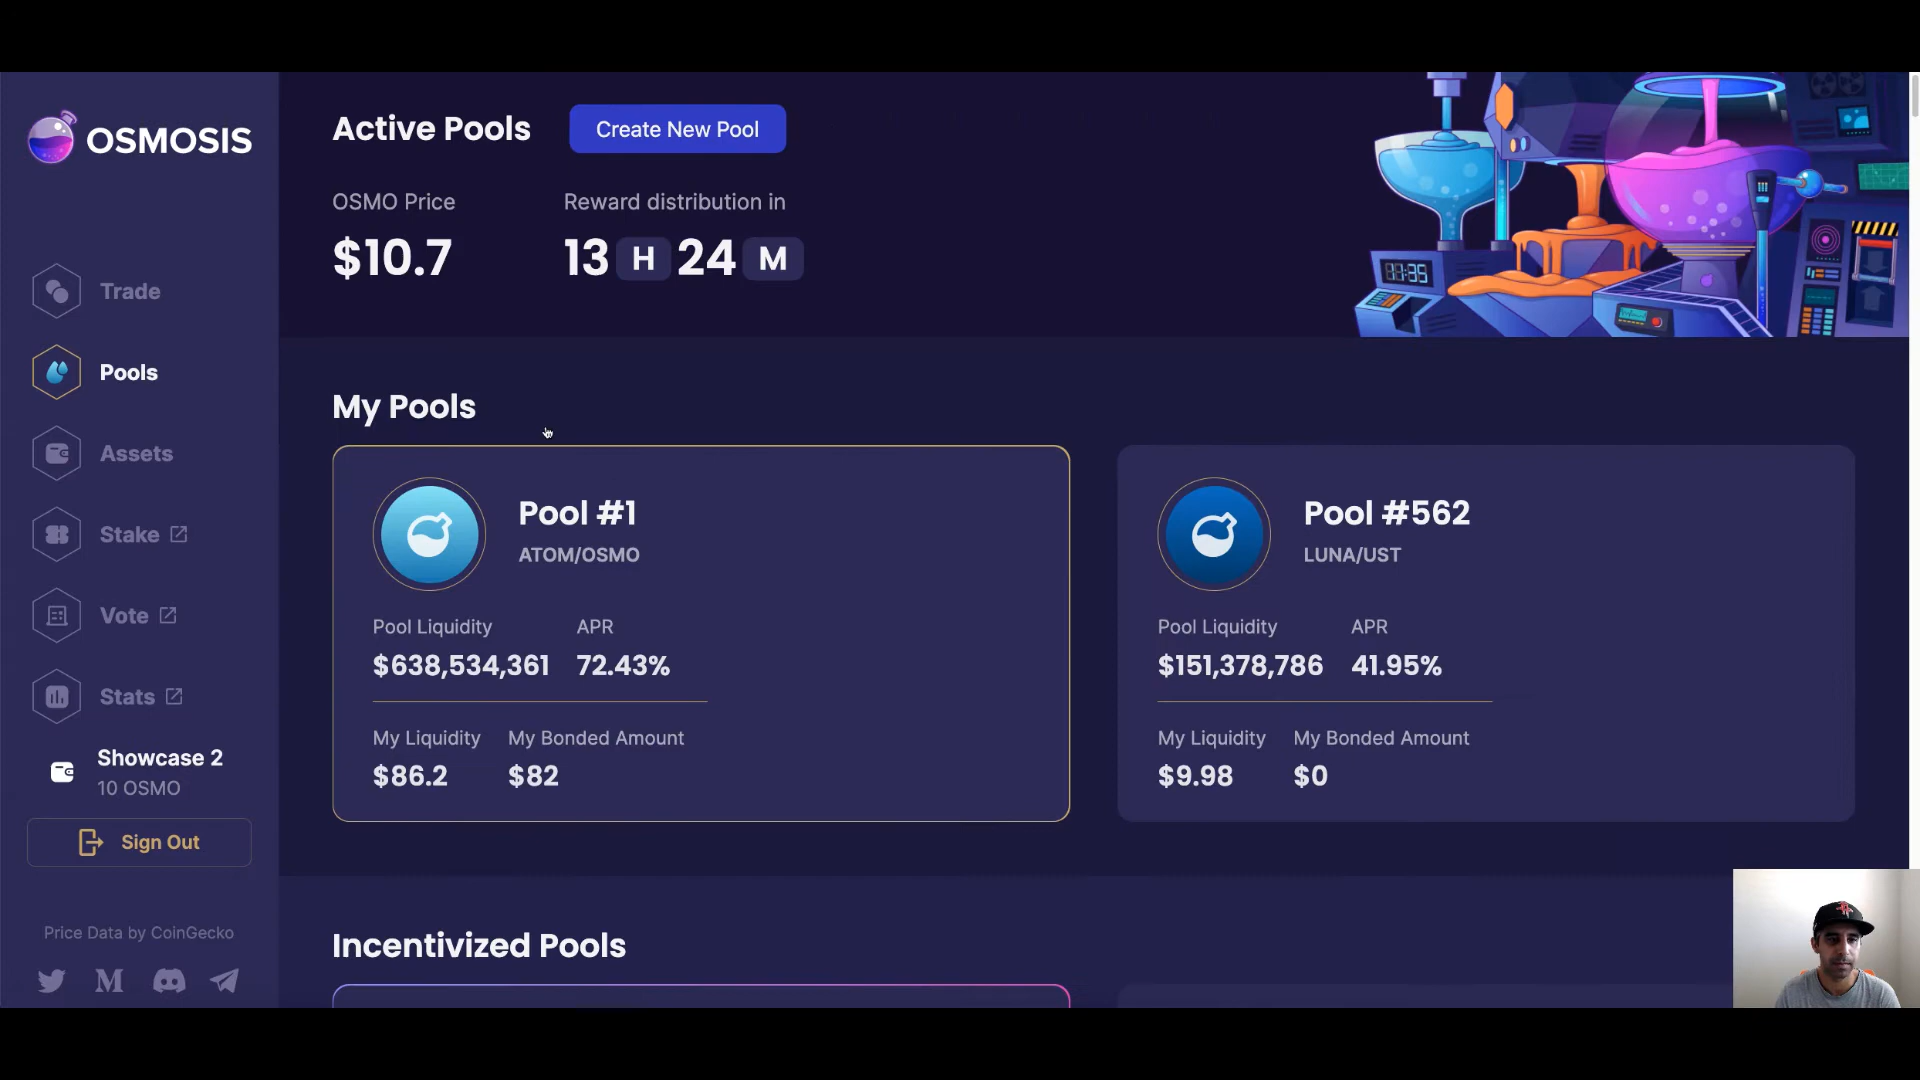 OSMOSIS
Trade
Pools
Assets
Stake
Vote
Stats
Showcase 2
10 OSMO
Sign Out
Price Data by CoinGecko
Active Pools
Create New Pool
OSMO Price
Reward distribution in
$10.7
13 H 24 M
11:35
My Pools
Pool #1
ATOM/OSMO
Pool Liquidity APR
$638,534,361 72.43%
My Liquidity My Bonded Amount
$86.2 $82
Pool #562
LUNA/UST
Pool Liquidity APR
$151,378,786 41.95%
My Liquidity My Bonded Amount
$9.98 $0
Incentivized Pools